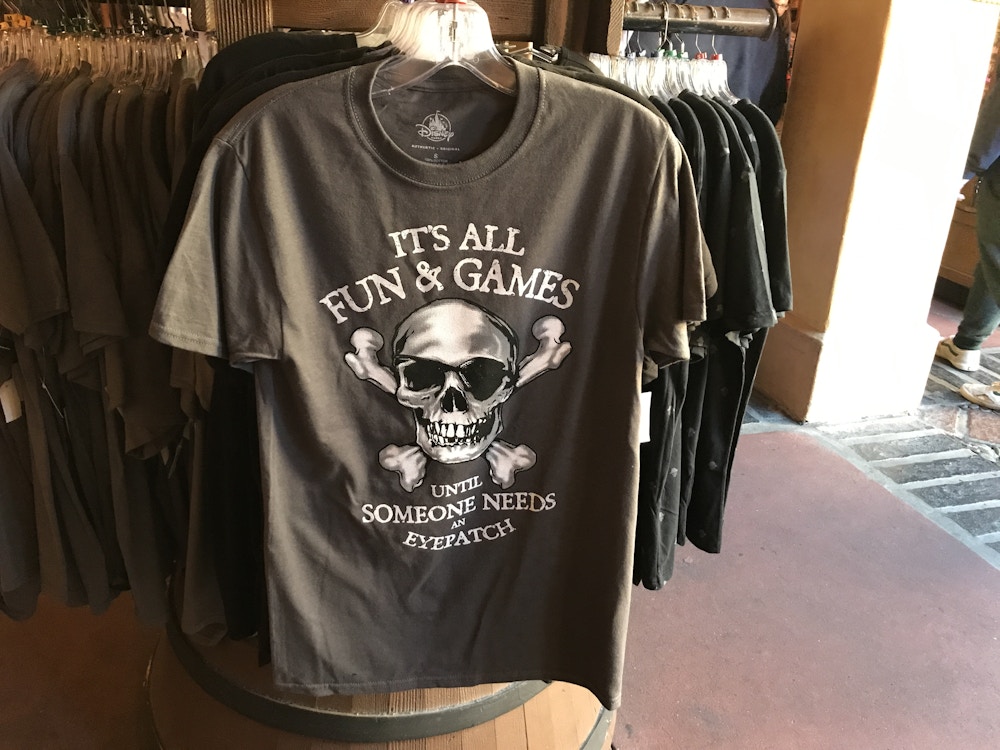 Disney
AUTHENTIC • ORIGINAL
S
IT'S ALL
FUN & GAMES
UNTIL
SOMEONE NEEDS
AN
EYEPATCH